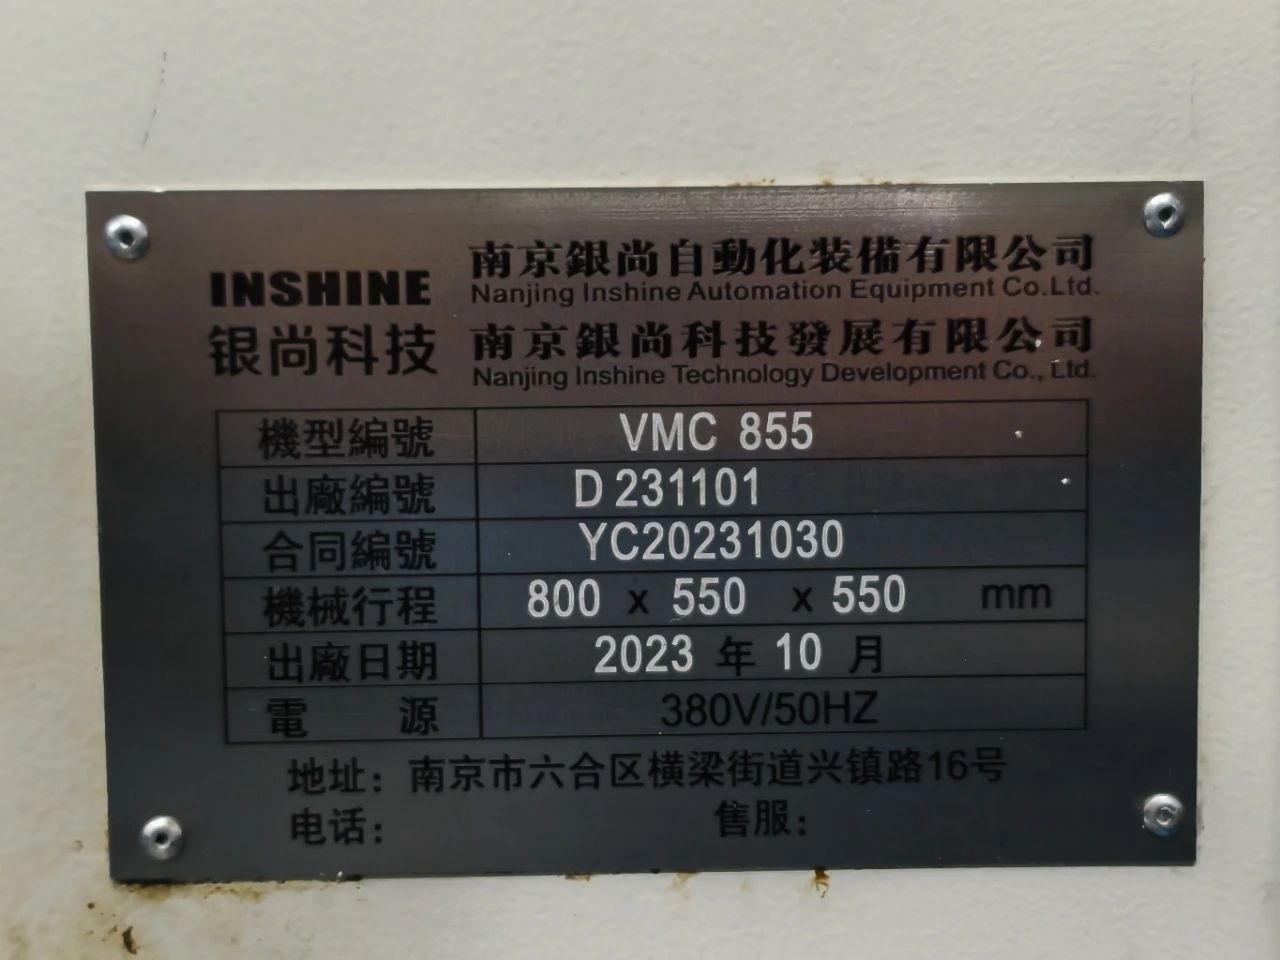 INSHINE
银尚科技
南京銀尚自動化装備有限公司
Nanjing Inshine Automation Equipment Co.Ltd.
南京銀尚科技發展有限公司
Nanjing Inshine Technology Development Co., Ltd.
機型編號 VMC 855
出廠編號 D 231101
合同編號 YC20231030
機械行程 800 x 550 x 550 mm
出廠日期 2023 年 10 月
電 源 380V/50HZ
地址：南京市六合区横梁街道兴镇路16号
电话： 售服：